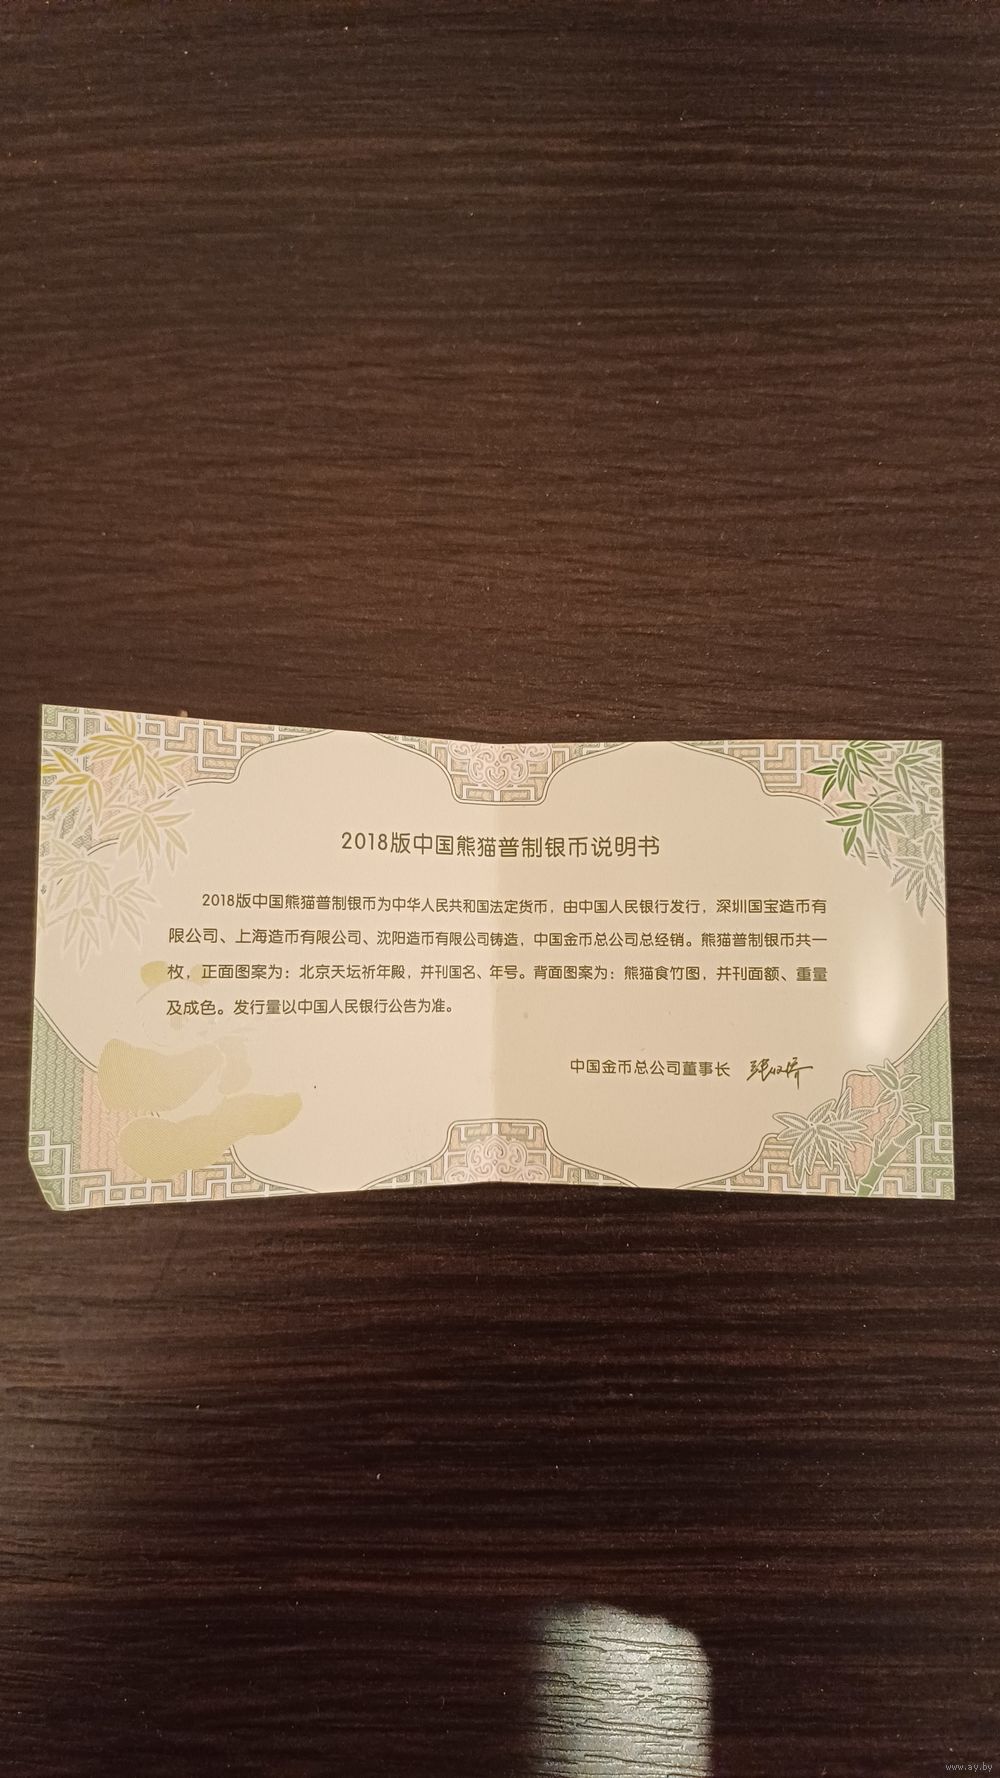 2018版中国熊猫普制银币说明书
2018版中国熊猫普制银币为中华人民共和国法定货币，由中国人民银行发行，深圳国宝造币有
限公司、上海造币有限公司、沈阳造币有限公司铸造，中国金币总公司总经销。熊猫普制银币共一
枚，正面图案为：北京天坛祈年殿，并刊国名、年号。背面图案为：熊猫食竹图，并刊面额、重量
及成色。发行量以中国人民银行公告为准。
中国金币总公司董事长
www.ay.by